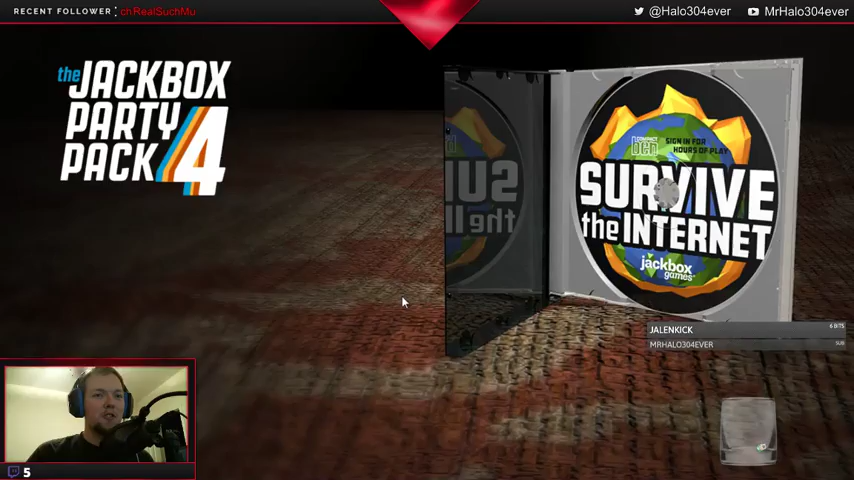 RECENT FOLLOWER
chRealSuchMu
@Halo304ever
MrHalo304ever
the JACKBOX
PARTY
PACK 4
SIGN IN FOR
HOURS OF PLAY
SURVIVE
the INTERNET
jackbox
games
JALENKICK
6 BITS
MRHALO304EVER
SUB
5